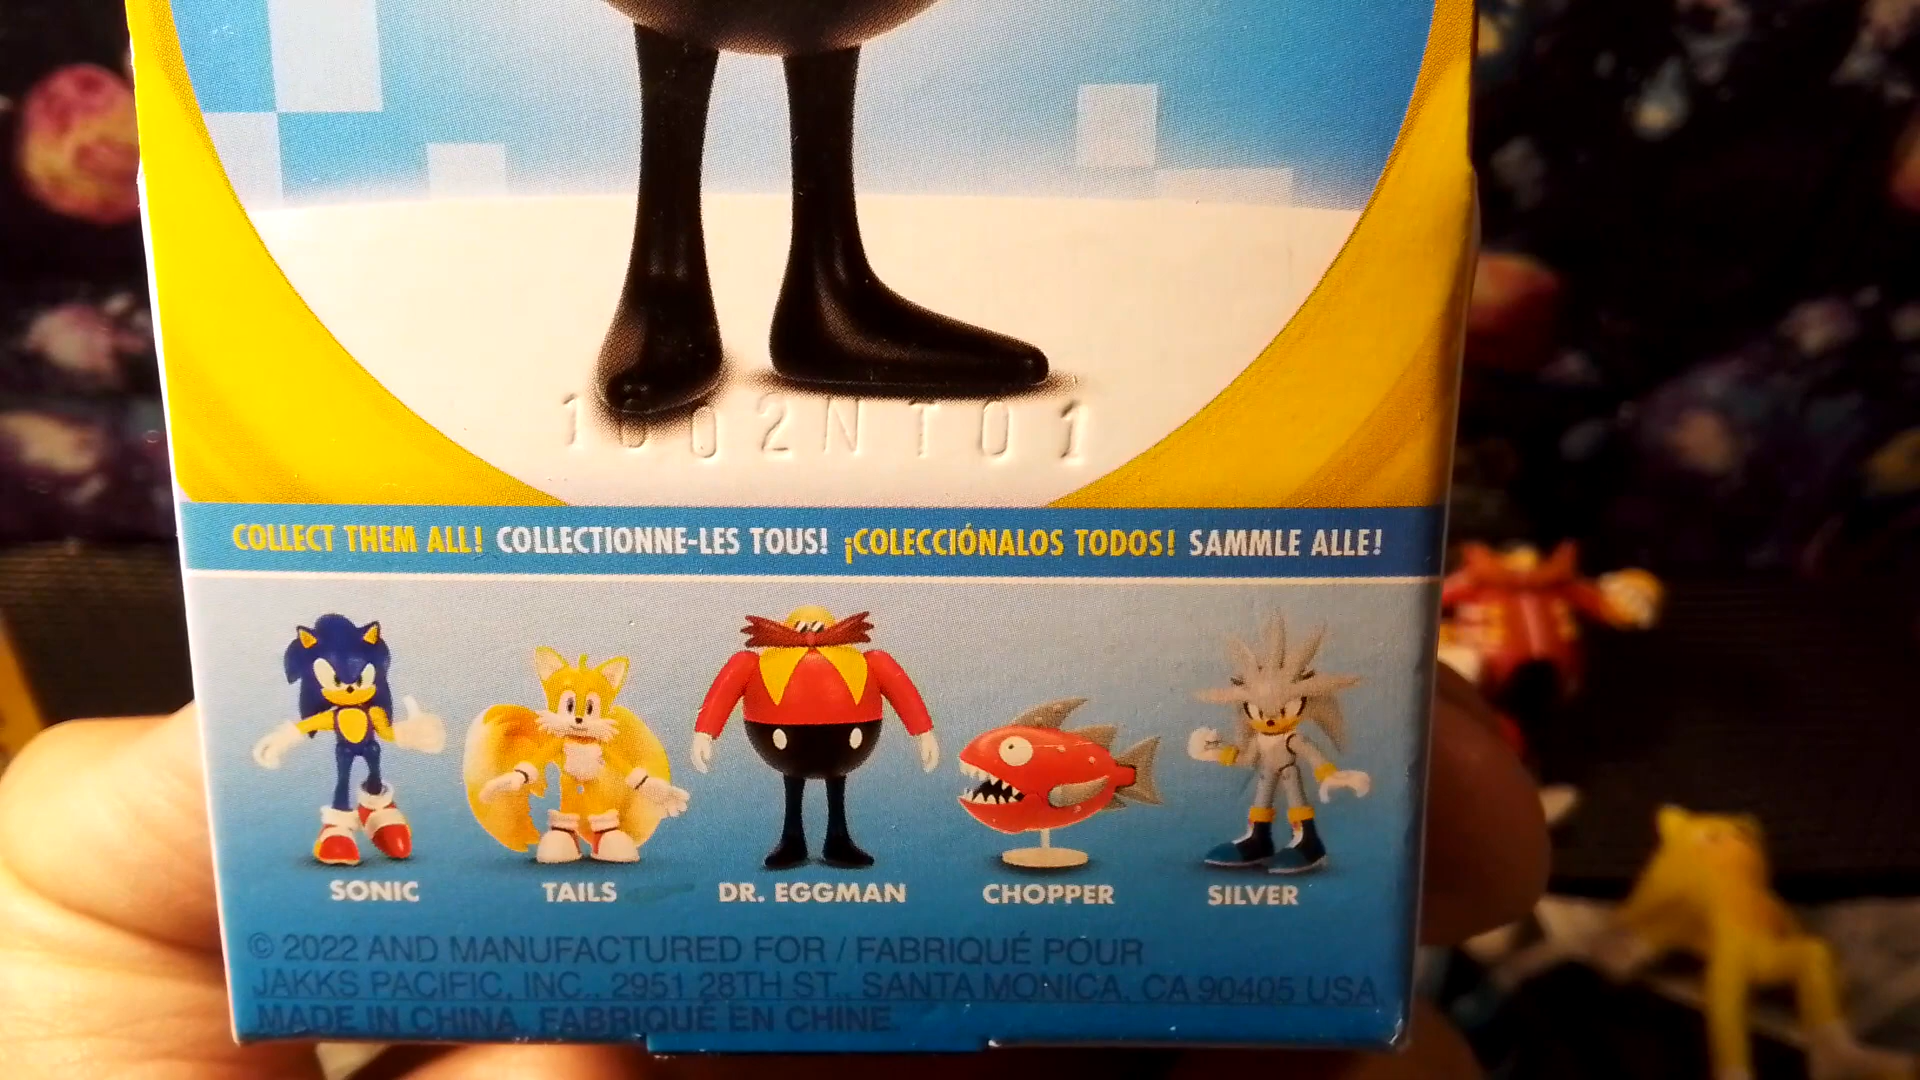 COLLECT THEM ALL! COLLECTIONNE-LES TOUS! ¡COLECCIÓNALOS TODOS! SAMMLE ALLE!
SONIC TAILS DR. EGGMAN CHOPPER SILVER
© 2022 AND MANUFACTURED FOR / FABRIQUÉ POUR
JAKKS PACIFIC, INC., 2951 28TH ST., SANTA MONICA, CA 90405 USA.
MADE IN CHINA. FABRIQUÉ EN CHINE.